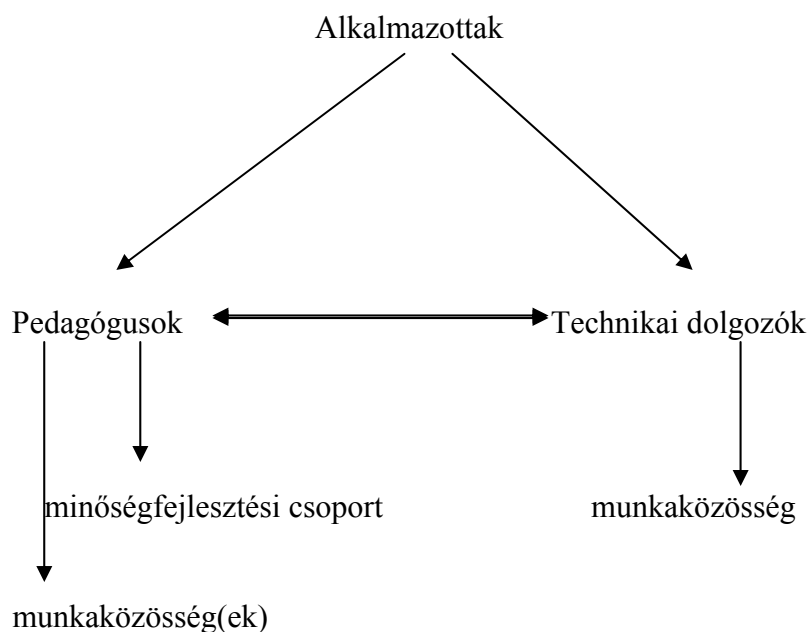 Alkalmazottak
Pedagógusok
Technikai dolgozók
minőségfejlesztési csoport
munkaközösség
munkaközösség(ek)